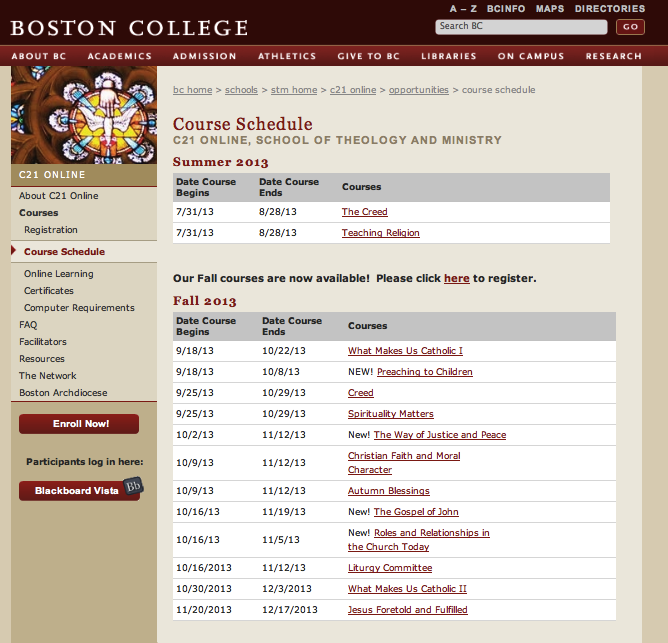 A – Z BCINFO MAPS DIRECTORIES
BOSTON COLLEGE
Search BC GO
ABOUT BC ACADEMICS ADMISSION ATHLETICS GIVE TO BC LIBRARIES ON CAMPUS RESEARCH
C21 ONLINE
About C21 Online
Courses
Registration
Course Schedule
Online Learning
Certificates
Computer Requirements
FAQ
Facilitators
Resources
The Network
Boston Archdiocese
Enroll Now!
Participants log in here:
Blackboard Vista Bb
bc home > schools > stm home > c21 online > opportunities > course schedule
Course Schedule
C21 ONLINE, SCHOOL OF THEOLOGY AND MINISTRY
Summer 2013
Date Course Begins Date Course Ends Courses
7/31/13 8/28/13 The Creed
7/31/13 8/28/13 Teaching Religion
Our Fall courses are now available! Please click here to register.
Fall 2013
Date Course Begins Date Course Ends Courses
9/18/13 10/22/13 What Makes Us Catholic I
9/18/13 10/8/13 NEW! Preaching to Children
9/25/13 10/29/13 Creed
9/25/13 10/29/13 Spirituality Matters
10/2/13 11/12/13 New! The Way of Justice and Peace
10/9/13 11/12/13 Christian Faith and Moral
Character
10/9/13 11/12/13 Autumn Blessings
10/16/13 11/19/13 New! The Gospel of John
10/16/13 11/5/13 New! Roles and Relationships in
the Church Today
10/16/2013 11/12/13 Liturgy Committee
10/30/2013 12/3/2013 What Makes Us Catholic II
11/20/2013 12/17/2013 Jesus Foretold and Fulfilled